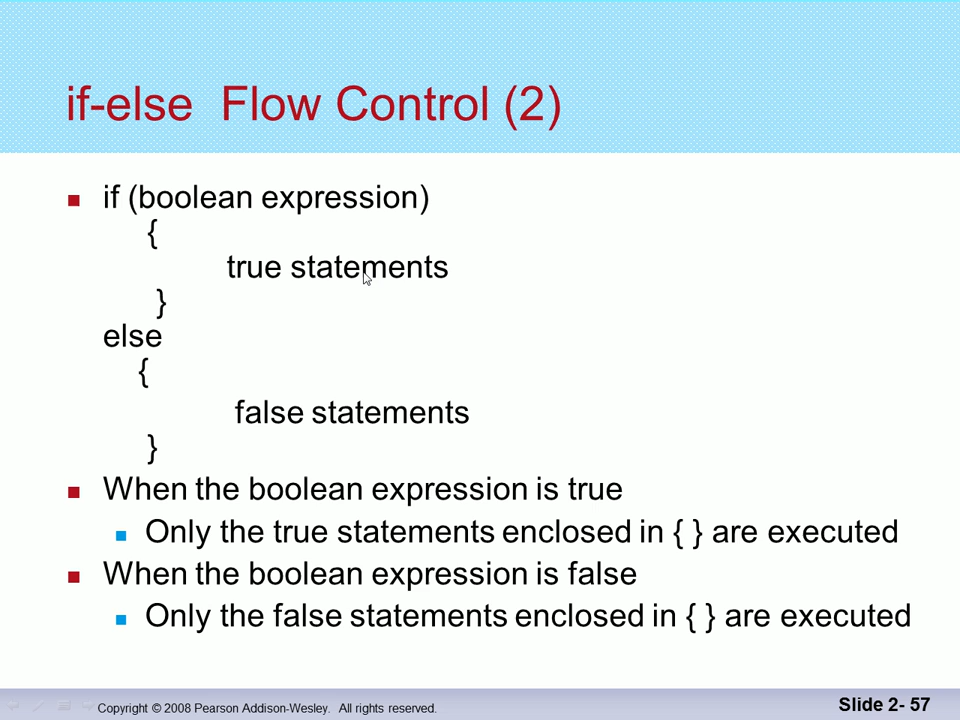 if-else Flow Control (2)
if (boolean expression)
{
true statements
}
else
{
false statements
}
When the boolean expression is true
Only the true statements enclosed in { } are executed
When the boolean expression is false
Only the false statements enclosed in { } are executed
Copyright © 2008 Pearson Addison-Wesley. All rights reserved.
Slide 2- 57